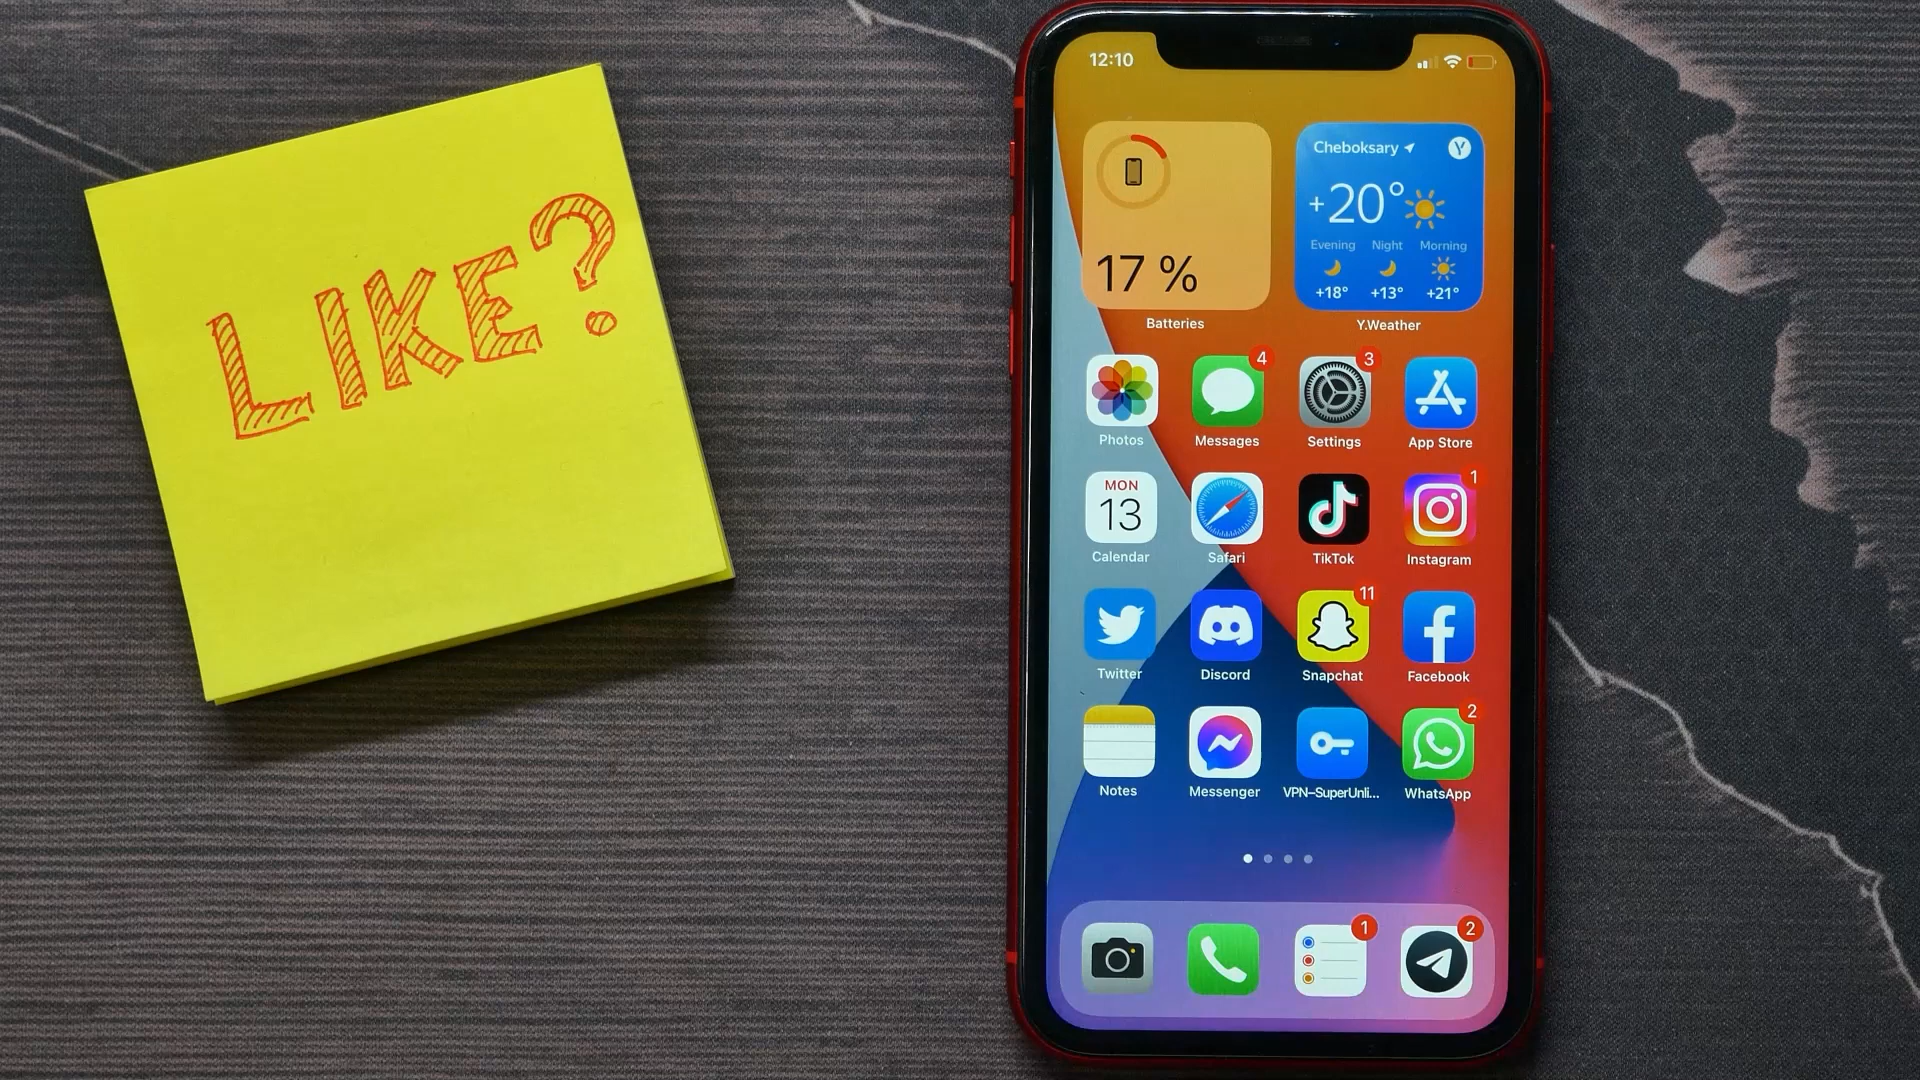 LIKE?
12:10
Cheboksary
+20°
Evening Night Morning
+18° +13° +21°
17 %
Batteries Y.Weather
4 3
Photos Messages Settings App Store
MON 1
13
Calendar Safari TikTok Instagram
11
Twitter Discord Snapchat Facebook
2
Notes Messenger VPN-SuperUnli... WhatsApp
1 2